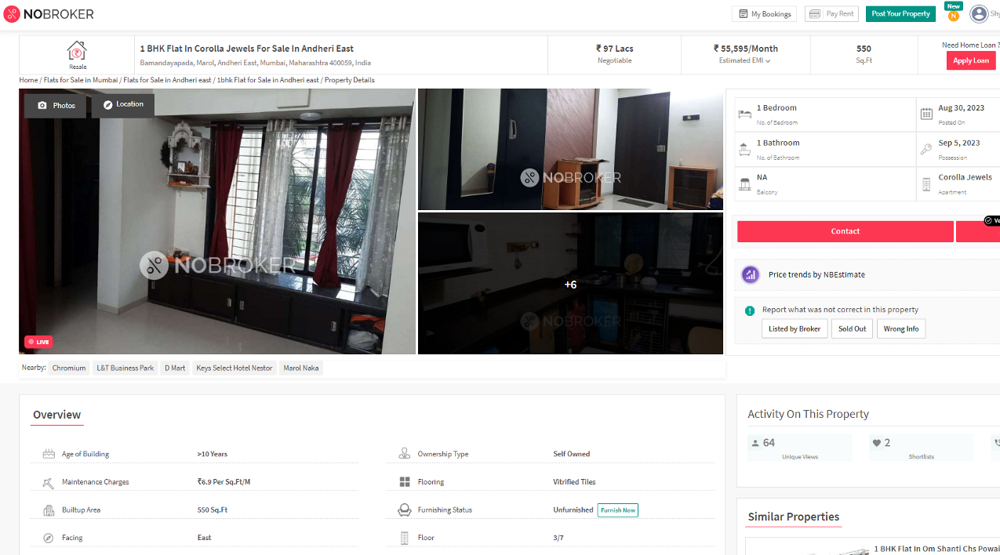 NOBROKER
My Bookings
Pay Rent
Post Your Property
New
N
Resale
1 BHK Flat In Corolla Jewels For Sale In Andheri East
Bamandayapada, Marol, Andheri East, Mumbai, Maharashtra 400059, India
₹ 97 Lacs
Negotiable
₹ 55,595/Month
Estimated EMI
550
Sq.Ft
Need Home Loan ?
Apply Loan
Home / Flats for Sale in Mumbai / Flats for Sale in Andheri east / 1bhk Flat for Sale in Andheri east / Property Details
Photos
Location
NOBROKER
LIVE
NOBROKER
+6
NOBROKER
1 Bedroom
No. of Bedroom
Aug 30, 2023
Posted On
1 Bathroom
No. of Bathroom
Sep 5, 2023
Possession
NA
Balcony
Corolla Jewels
Apartment
Contact
Price trends by NBEstimate
Report what was not correct in this property
Listed by Broker
Sold Out
Wrong Info
Nearby:
Chromium
L&T Business Park
D Mart
Keys Select Hotel Nestor
Marol Naka
Overview
Age of Building
>10 Years
Ownership Type
Self Owned
Maintenance Charges
₹6.9 Per Sq.Ft/M
Flooring
Vitrified Tiles
Builtup Area
550 Sq.Ft
Furnishing Status
Unfurnished
Furnish Now
Facing
East
Floor
3/7
Activity On This Property
64
Unique Views
2
Shortlists
Similar Properties
1 BHK Flat In Om Shanti Chs Powai